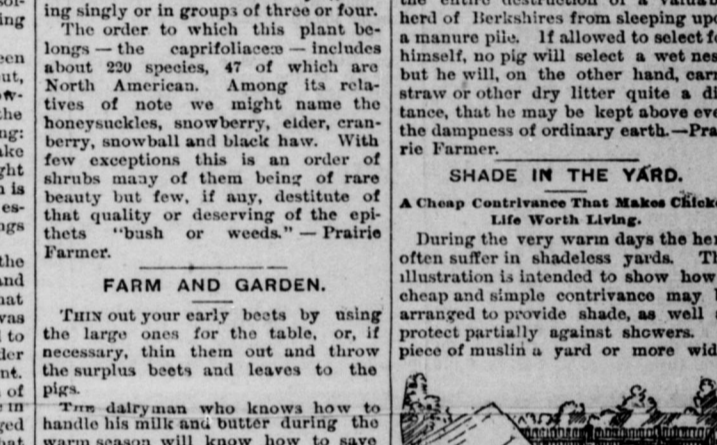 ing singly or in groups of three or four.
The order to which this plant be-
longs — the caprifoliaceæ — includes
about 220 species, 47 of which are
North American. Among its rela-
tives of note we might name the
honeysuckles, snowberry, elder, cran-
berry, snowball and black haw. With
few exceptions this is an order of
shrubs many of them being of rare
beauty but few, if any, destitute of
that quality or deserving of the epi-
thets "bush or weeds." — Prairie
Farmer.
FARM AND GARDEN.
THIN out your early beets by using
the large ones for the table, or, if
necessary, thin them out and throw
the surplus beets and leaves to the
pigs.
THE dairyman who knows how to
handle his milk and butter during the
warm season will know how to save
herd of Berkshires from sleeping upo
a manure pile. If allowed to select fo
himself, no pig will select a wet nes
but he will, on the other hand, carr
straw or other dry litter quite a di
tance, that he may be kept above eve
the dampness of ordinary earth.—Pra
rie Farmer.
SHADE IN THE YARD.
A Cheap Contrivance That Makes Chicke
Life Worth Living.
During the very warm days the he
often suffer in shadeless yards. Th
illustration is intended to show how
cheap and simple contrivance may
arranged to provide shade, as well
protect partially against showers.
piece of muslin a yard or more wid